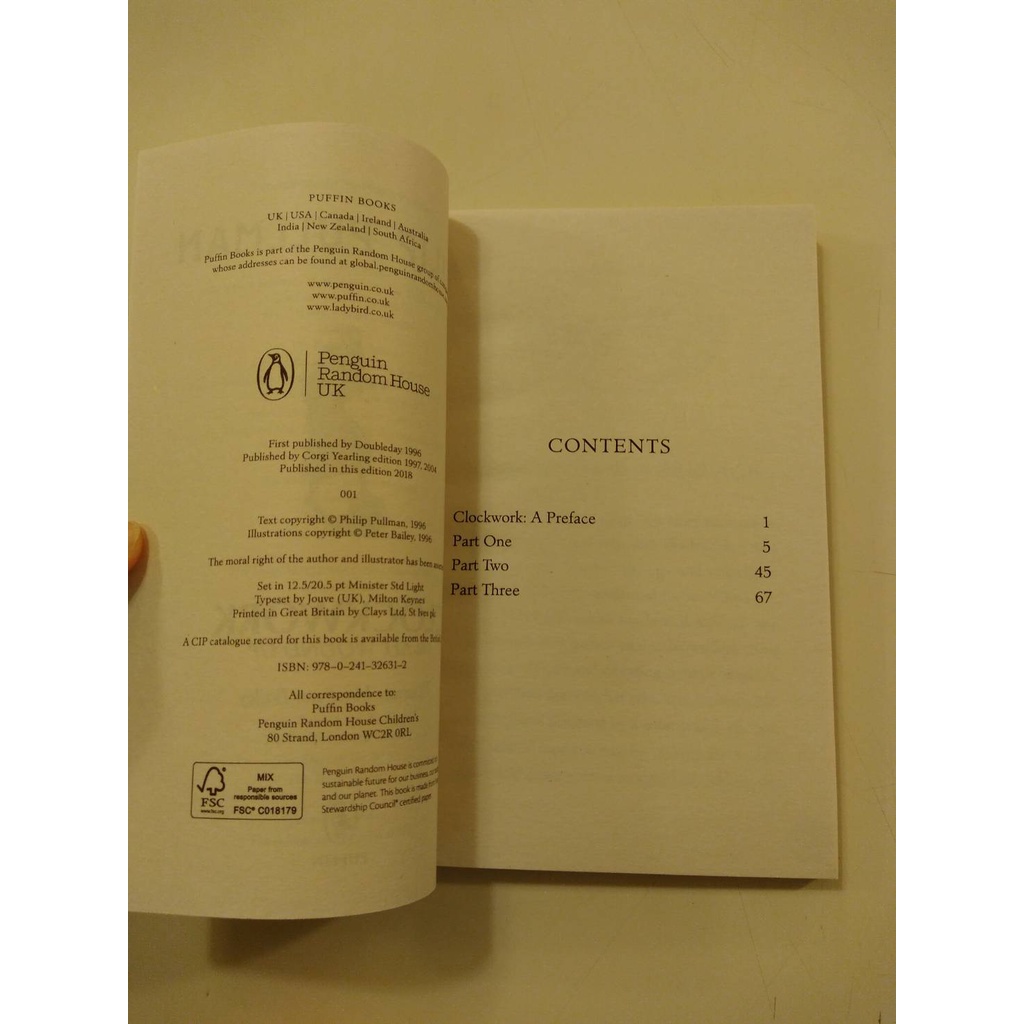 PUFFIN BOOKS
UK | USA | Canada | Ireland | Australia
India | New Zealand | South Africa
Puffin Books is part of the Penguin Random House group of
whose addresses can be found at global.penguinrandomhouse
www.penguin.co.uk
www.puffin.co.uk
www.ladybird.co.uk
Penguin
Random House
UK
First published by Doubleday 1996
Published by Corgi Yearling edition 1997, 2004
Published in this edition 2018
001
Text copyright © Philip Pullman, 1996
Illustrations copyright © Peter Bailey, 1996
The moral right of the author and illustrator has been
Set in 12.5/20.5 pt Minister Std Light
Typeset by Jouve (UK), Milton Keynes
Printed in Great Britain by Clays Ltd, St Ives plc
A CIP catalogue record for this book is available from the
ISBN: 978–0–241–32631–2
All correspondence to:
Puffin Books
Penguin Random House Children's
80 Strand, London WC2R 0RL
FSC
www.fsc.org
MIX
Paper from
responsible sources
FSC® C018179
Penguin Random House is committed to
sustainable future for our business,
and our planet. This book is made
Stewardship Council® certified paper.
CONTENTS
Clockwork: A Preface 1
Part One 5
Part Two 45
Part Three 67